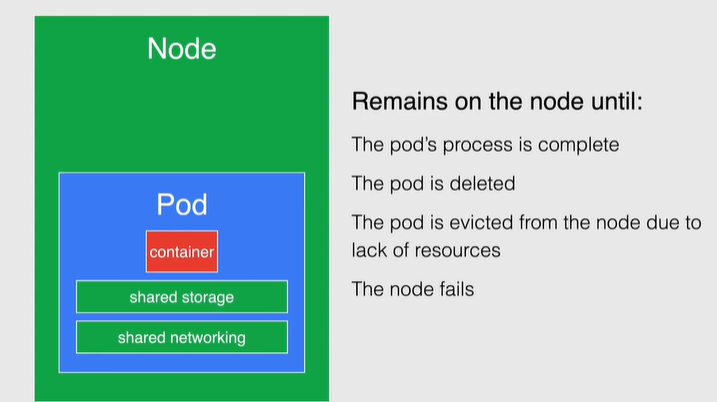 Node
Pod
container
shared storage
shared networking
Remains on the node until:
The pod's process is complete
The pod is deleted
The pod is evicted from the node due to
lack of resources
The node fails